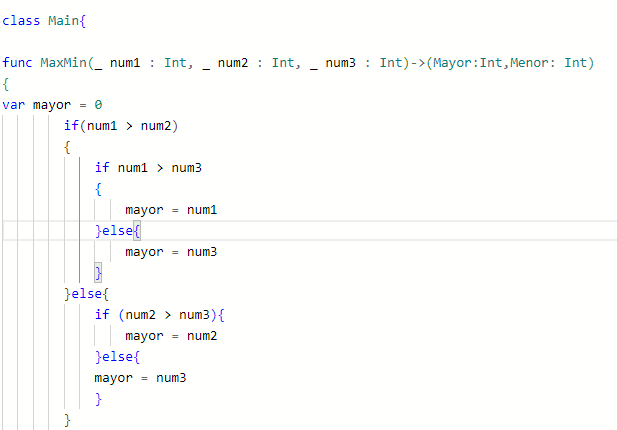 class Main{
func MaxMin(_ num1 : Int, _ num2 : Int, _ num3 : Int)->(Mayor:Int,Menor: Int)
{
var mayor = 0
if(num1 > num2)
{
if num1 > num3
{
mayor = num1
}else{
mayor = num3
}
}else{
if (num2 > num3){
mayor = num2
}else{
mayor = num3
}
}